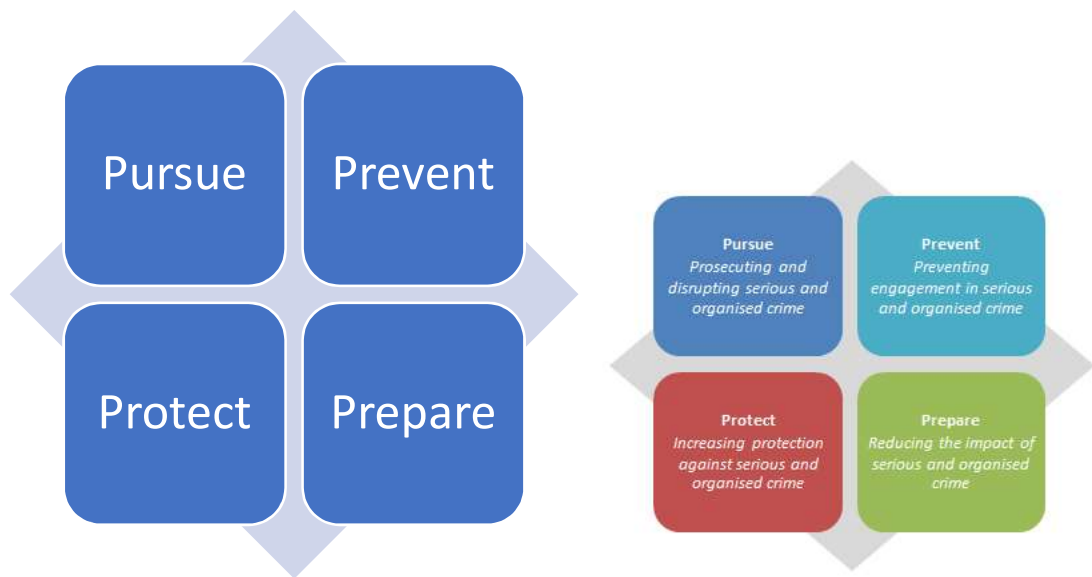 Pursue
Prevent
Protect
Prepare
Pursue
Prosecuting and
disrupting serious and
organised crime
Prevent
Preventing
engagement in serious
and organised crime
Protect
Increasing protection
against serious and
organised crime
Prepare
Reducing the impact of
serious and organised
crime